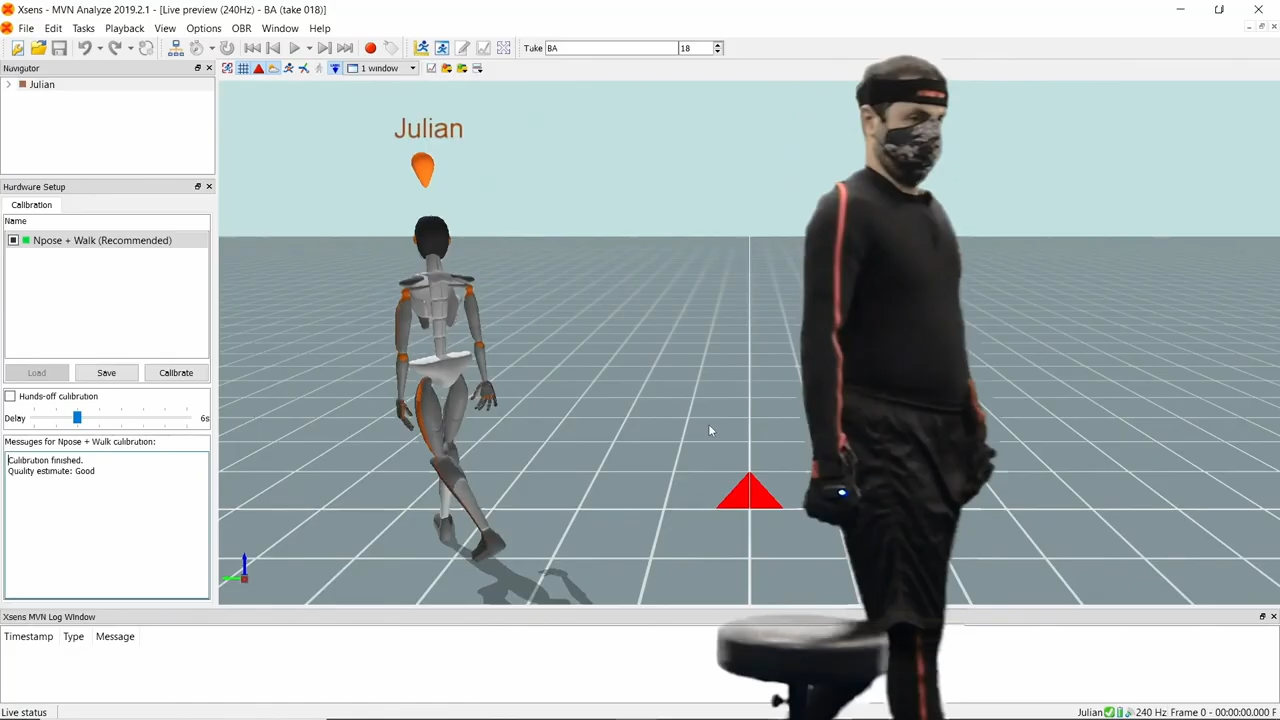 Xsens - MVN Analyze 2019.2.1 - [Live preview (240Hz) - BA (take 018)]
File Edit Tasks Playback View Options OBR Window Help
Take BA 18
Navigator
1 window
Julian
Julian
Hardware Setup
Calibration
Name
Npose + Walk (Recommended)
Load Save Calibrate
Hands-off calibration
Delay 6s
Messages for Npose + Walk calibration:
Calibration finished.
Quality estimate: Good
Xsens MVN Log Window
Timestamp Type Message
Live status
Julian 240 Hz Frame 0 - 00:00:00.000 F